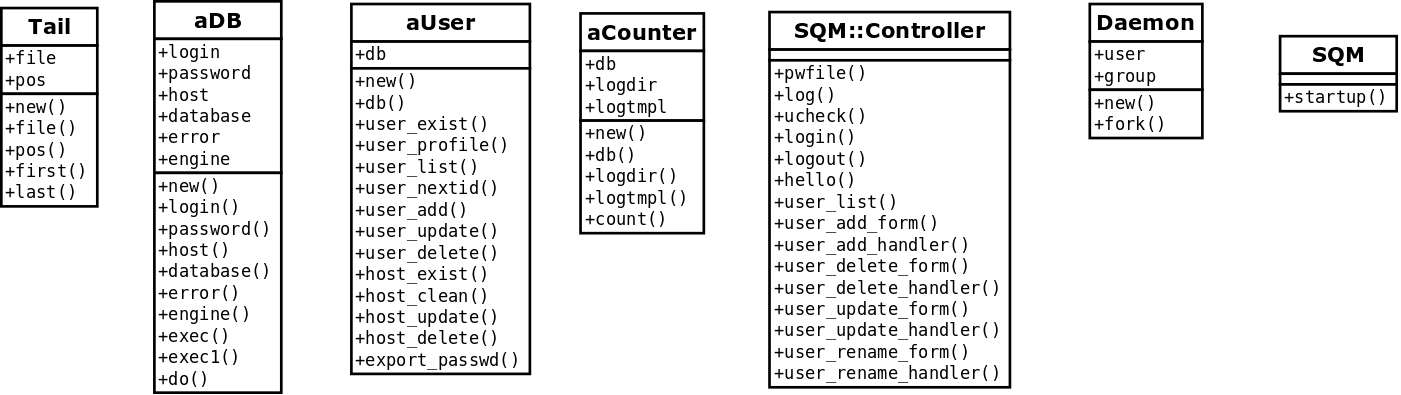 Tail
+file
+pos
+new()
+file()
+pos()
+first()
+last()
aDB
+login
+password
+host
+database
+error
+engine
+new()
+login()
+password()
+host()
+database()
+error()
+engine()
+exec()
+exec1()
+do()
aUser
+db
+new()
+db()
+user_exist()
+user_profile()
+user_list()
+user_nextid()
+user_add()
+user_update()
+user_delete()
+host_exist()
+host_clean()
+host_update()
+host_delete()
+export_passwd()
aCounter
+db
+logdir
+logtmpl
+new()
+db()
+logdir()
+logtmpl()
+count()
SQM::Controller
+pwfile()
+log()
+ucheck()
+login()
+logout()
+hello()
+user_list()
+user_add_form()
+user_add_handler()
+user_delete_form()
+user_delete_handler()
+user_update_form()
+user_update_handler()
+user_rename_form()
+user_rename_handler()
Daemon
+user
+group
+new()
+fork()
SQM
+startup()